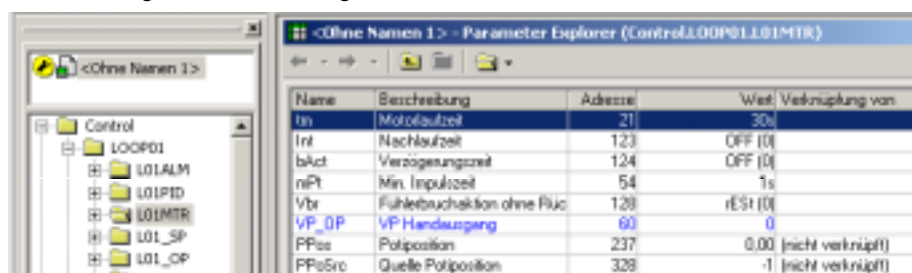 <Ohne Namen 1> - Parameter Explorer (Control.LOOP01.L01MTR)
<Ohne Namen 1>
Control
LOOP01
L01ALM
L01PID
L01MTR
L01_SP
L01_OP
Name Beschreibung Adresse Wert Verknüpfung von
tm Motorlaufzeit 21 30s
Int Nachlaufzeit 123 OFF (0)
bAct Verzögerungszeit 124 OFF (0)
mPt Min. Impulszeit 54 1s
Vbr Fühlerbruchaktion ohne Rüc 128 rESt (0)
VP_OP VP Handausgang 60 0
PPos Potiposition 237 0,00 (nicht verknüpft)
PPoSrc Quelle Potiposition 328 -1 (nicht verknüpft)